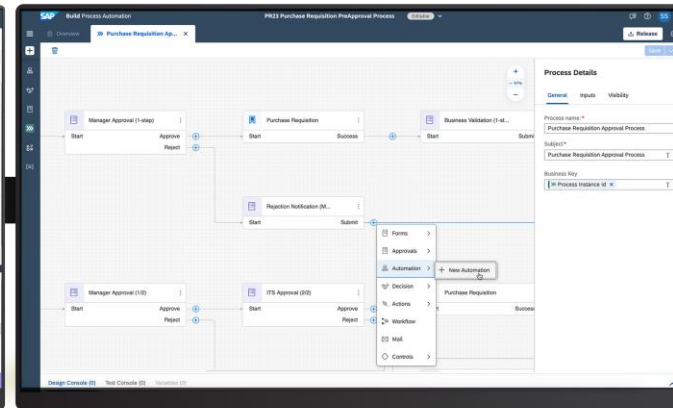 SAP Build Process Automation
PR23 Purchase Requisition PreApproval Process
Editable
SS
Overview
Purchase Requisition Ap... ×
Release
Save
Process Details
General Inputs Visibility
Process name:*
Purchase Requisition Approval Process
Subject*
Purchase Requisition Approval Process
Business Key
Process Instance Id ×
Manager Approval (1-step)
Start Approve
Reject
Purchase Requisition
Start Success
Business Validation (1-st...
Start Submi
Rejection Notification (M...
Start Submit
Forms
Approvals
Automation
+ New Automation
Decision
Actions
Workflow
Mail
Controls
Manager Approval (1/2)
Start Approve
Reject
ITS Approval (2/2)
Start Approve
Reject
Purchase Requisition
Success
Design Console (0) Test Console (0) Variables (0)